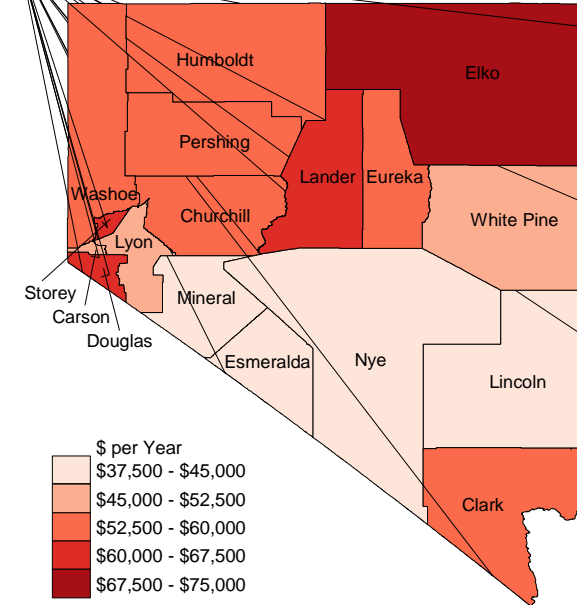 Humboldt
Elko
Pershing
Lander
Eureka
Washoe
Churchill
White Pine
Lyon
Storey
Mineral
Carson
Douglas
Esmeralda
Nye
Lincoln
$ per Year
$37,500 - $45,000
$45,000 - $52,500
$52,500 - $60,000
$60,000 - $67,500
$67,500 - $75,000
Clark